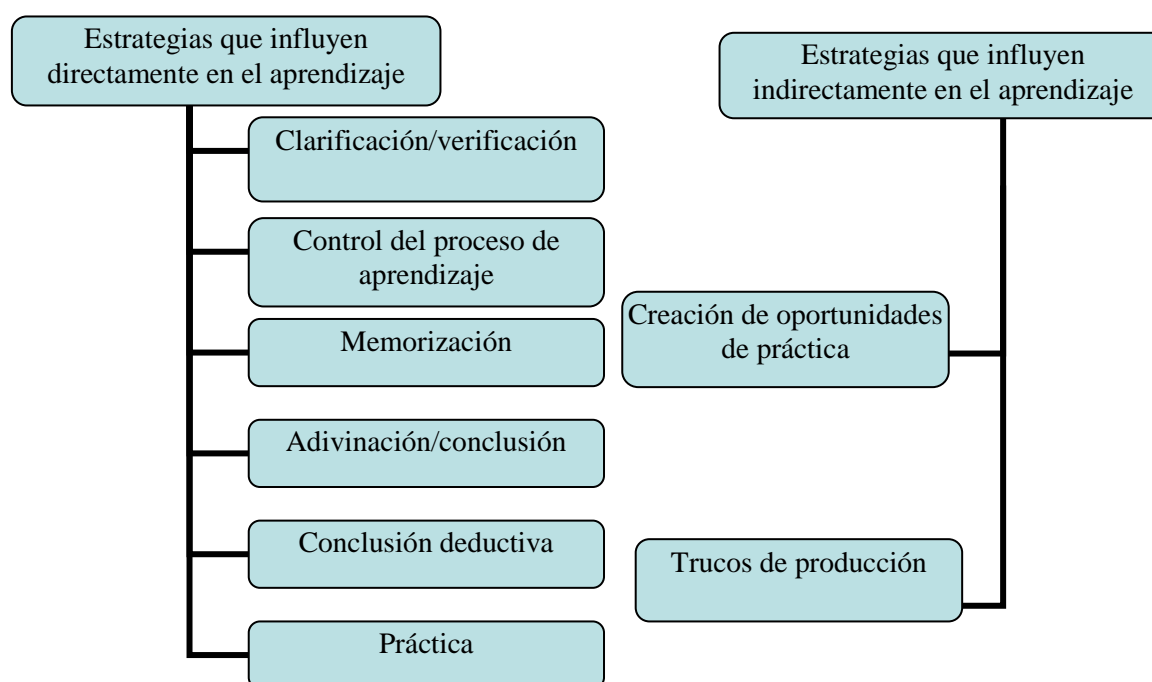 Estrategias que influyen
directamente en el aprendizaje
Clarificación/verificación
Control del proceso de
aprendizaje
Memorización
Adivinación/conclusión
Conclusión deductiva
Práctica
Estrategias que influyen
indirectamente en el aprendizaje
Creación de oportunidades
de práctica
Trucos de producción